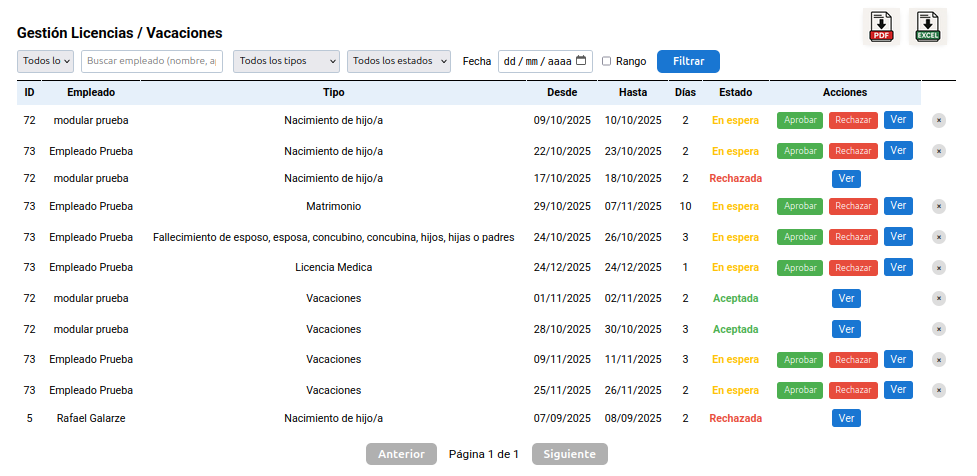 PDF EXCEL
Gestión Licencias / Vacaciones
Todos lo Buscar empleado (nombre, a Todos los tipos Todos los estados Fecha dd/mm/aaaa Rango Filtrar
ID Empleado Tipo Desde Hasta Días Estado Acciones
72 modular prueba Nacimiento de hijo/a 09/10/2025 10/10/2025 2 En espera Aprobar Rechazar Ver ×
73 Empleado Prueba Nacimiento de hijo/a 22/10/2025 23/10/2025 2 En espera Aprobar Rechazar Ver ×
72 modular prueba Nacimiento de hijo/a 17/10/2025 18/10/2025 2 Rechazada Ver
73 Empleado Prueba Matrimonio 29/10/2025 07/11/2025 10 En espera Aprobar Rechazar Ver ×
73 Empleado Prueba Fallecimiento de esposo, esposa, concubino, concubina, hijos, hijas o padres 24/10/2025 26/10/2025 3 En espera Aprobar Rechazar Ver ×
73 Empleado Prueba Licencia Medica 24/12/2025 24/12/2025 1 En espera Aprobar Rechazar Ver ×
72 modular prueba Vacaciones 01/11/2025 02/11/2025 2 Aceptada Ver ×
72 modular prueba Vacaciones 28/10/2025 30/10/2025 3 Aceptada Ver ×
73 Empleado Prueba Vacaciones 09/11/2025 11/11/2025 3 En espera Aprobar Rechazar Ver ×
73 Empleado Prueba Vacaciones 25/11/2025 26/11/2025 2 En espera Aprobar Rechazar Ver ×
5 Rafael Galarze Nacimiento de hijo/a 07/09/2025 08/09/2025 2 Rechazada Ver
Anterior Página 1 de 1 Siguiente